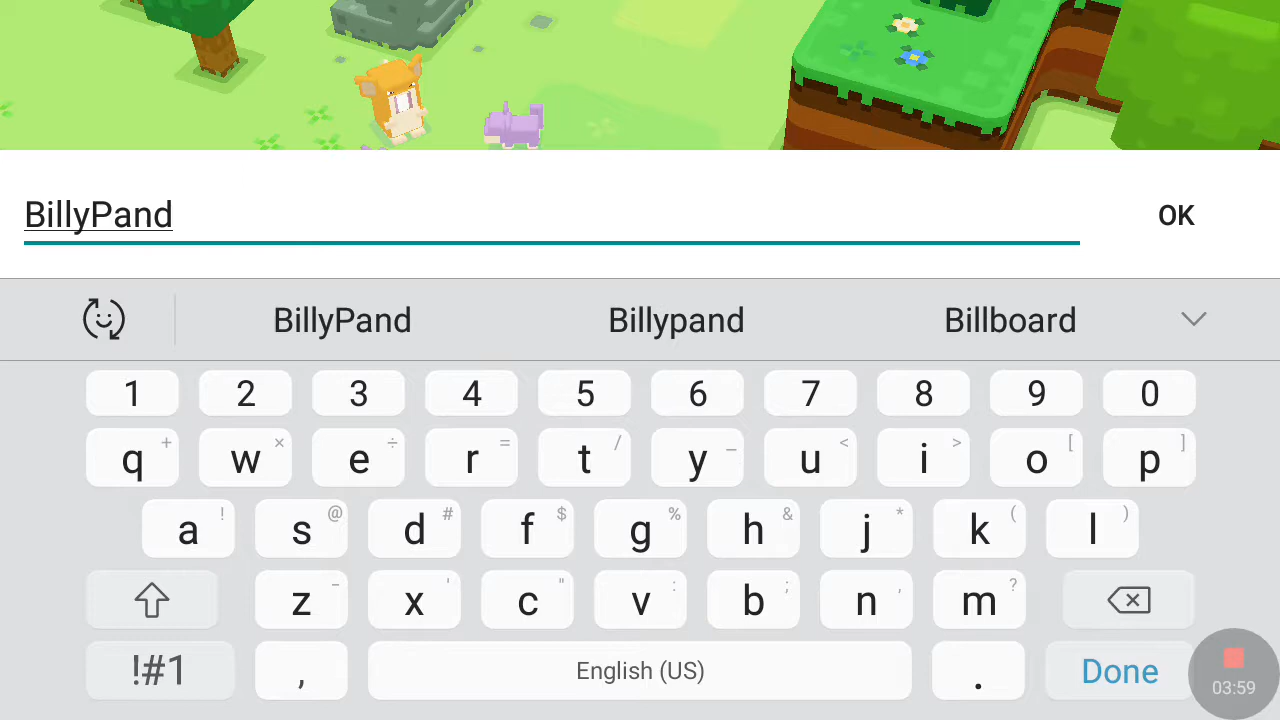 BillyPand
OK
BillyPand Billypand Billboard
1 2 3 4 5 6 7 8 9 0
q + w × e ÷ r = t / y _ u < i > o [ p ]
a ! s @ d # f $ g % h & j * k ( l )
z - x ' c " v : b ; n , m ?
!#1 , English (US) . Done
03:59